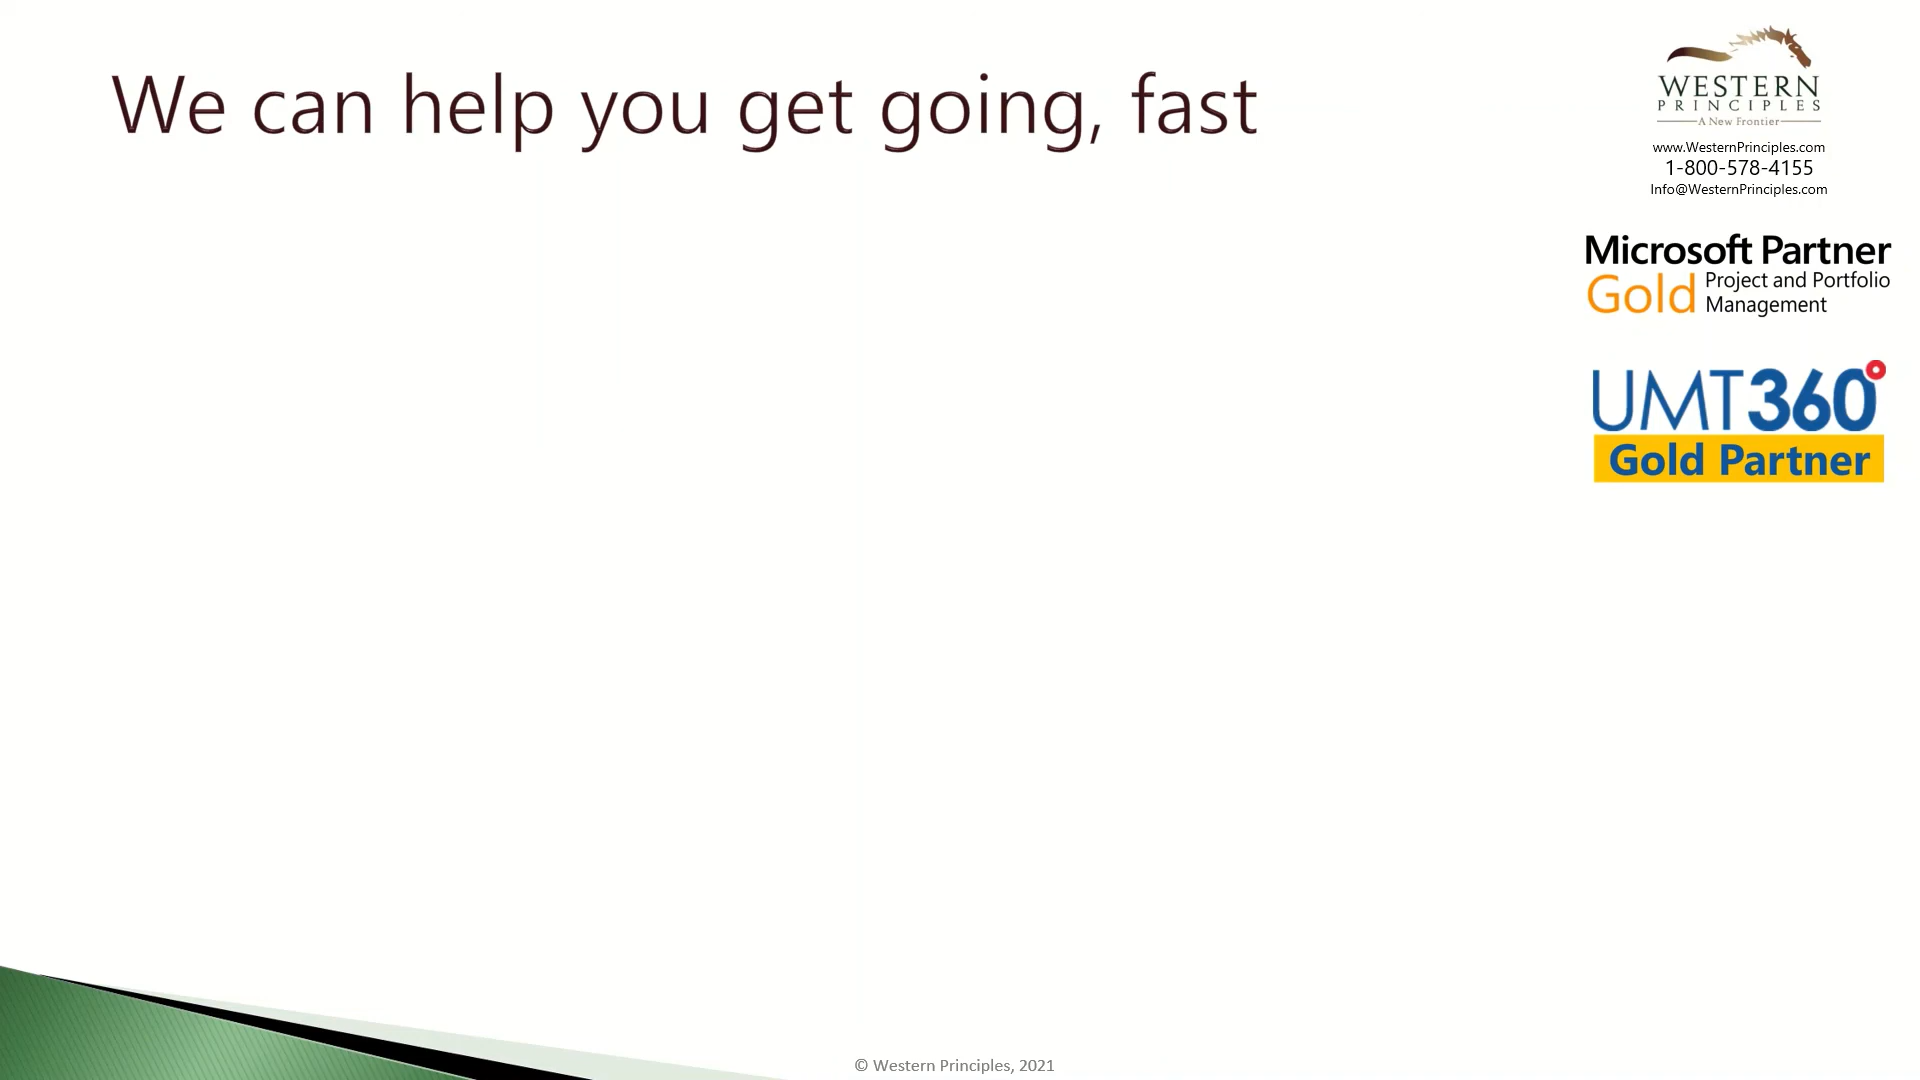 We can help you get going, fast
WESTERN
PRINCIPLES
A New Frontier
www.WesternPrinciples.com
1-800-578-4155
Info@WesternPrinciples.com
Microsoft Partner
Gold Project and Portfolio
Management
UMT360
Gold Partner
© Western Principles, 2021